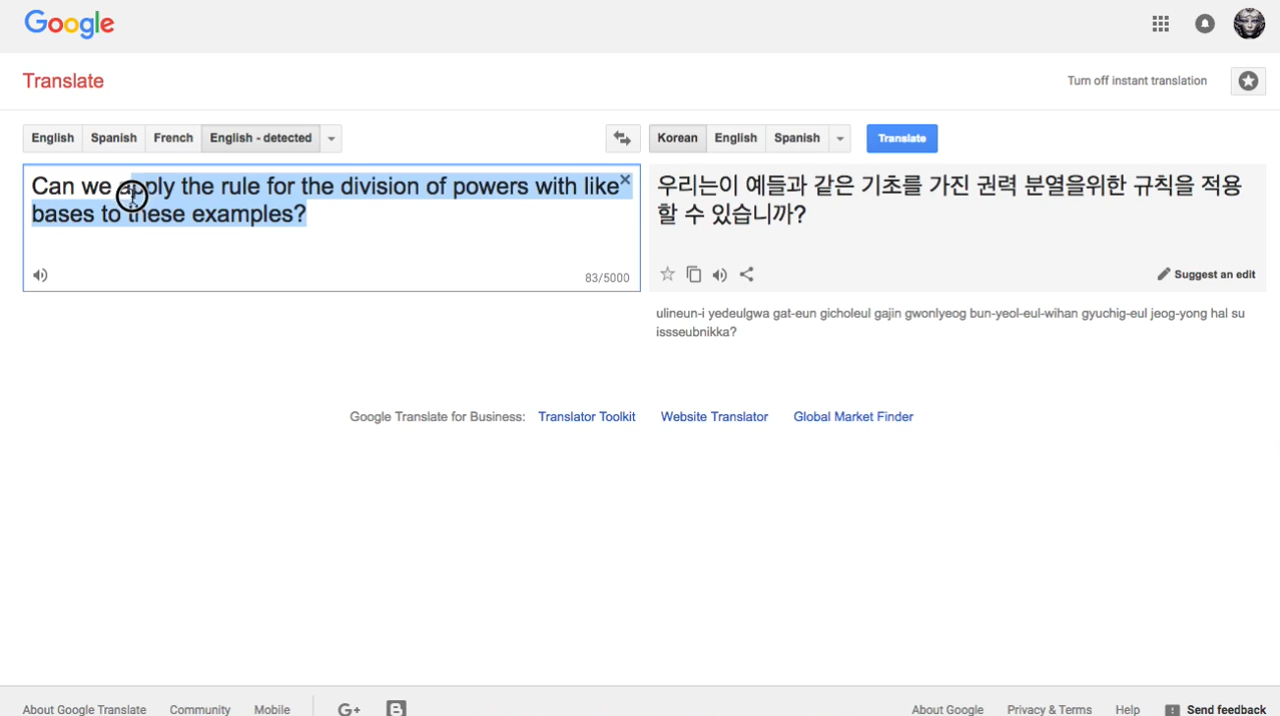 Google
Translate
Turn off instant translation
English Spanish French English - detected
Korean English Spanish Translate
Can we apply the rule for the division of powers with like
bases to these examples?
83/5000
우리는이 예들과 같은 기초를 가진 권력 분열을위한 규칙을 적용
할 수 있습니까?
Suggest an edit
ulineun-i yedeulgwa gat-eun gicholeul gajin gwonlyeog bun-yeol-eul-wihan gyuchig-eul jeog-yong hal su
issseubnikka?
Google Translate for Business: Translator Toolkit Website Translator Global Market Finder
About Google Translate Community Mobile G+ B About Google Privacy & Terms Help Send feedback